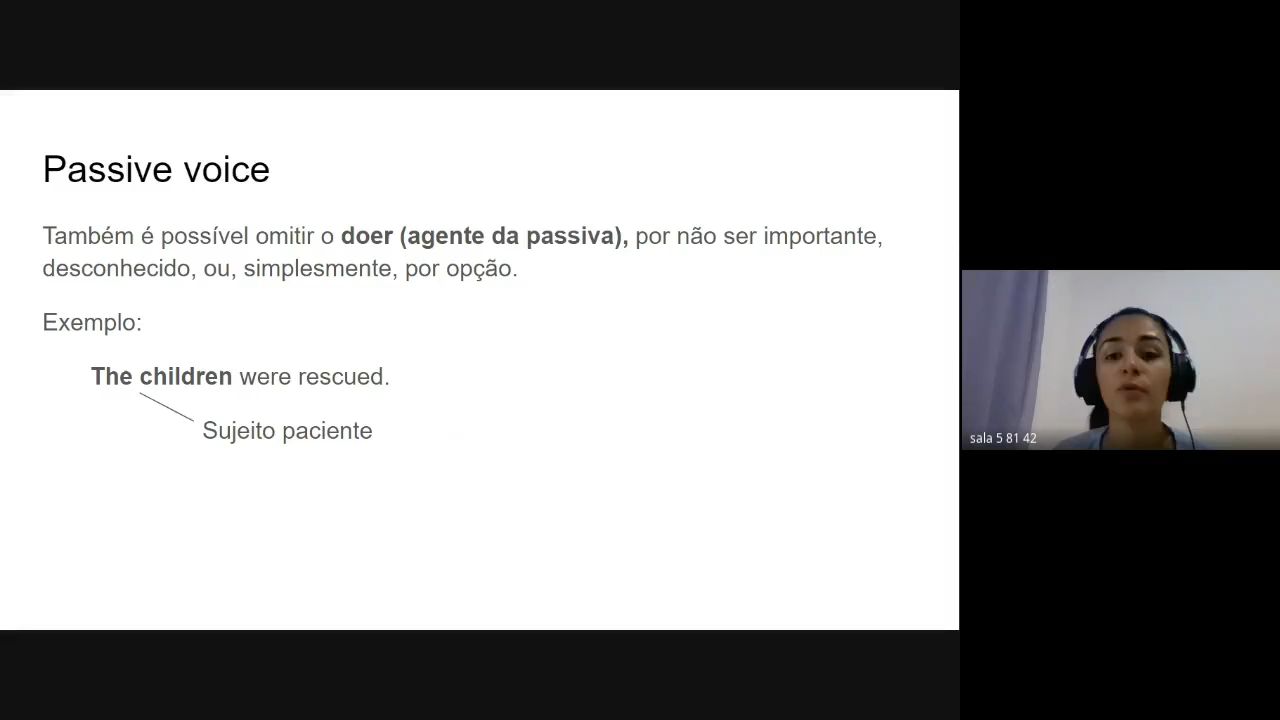 Passive voice
Também é possível omitir o doer (agente da passiva), por não ser importante,
desconhecido, ou, simplesmente, por opção.
Exemplo:
The children were rescued.
Sujeito paciente
sala 5 81 42